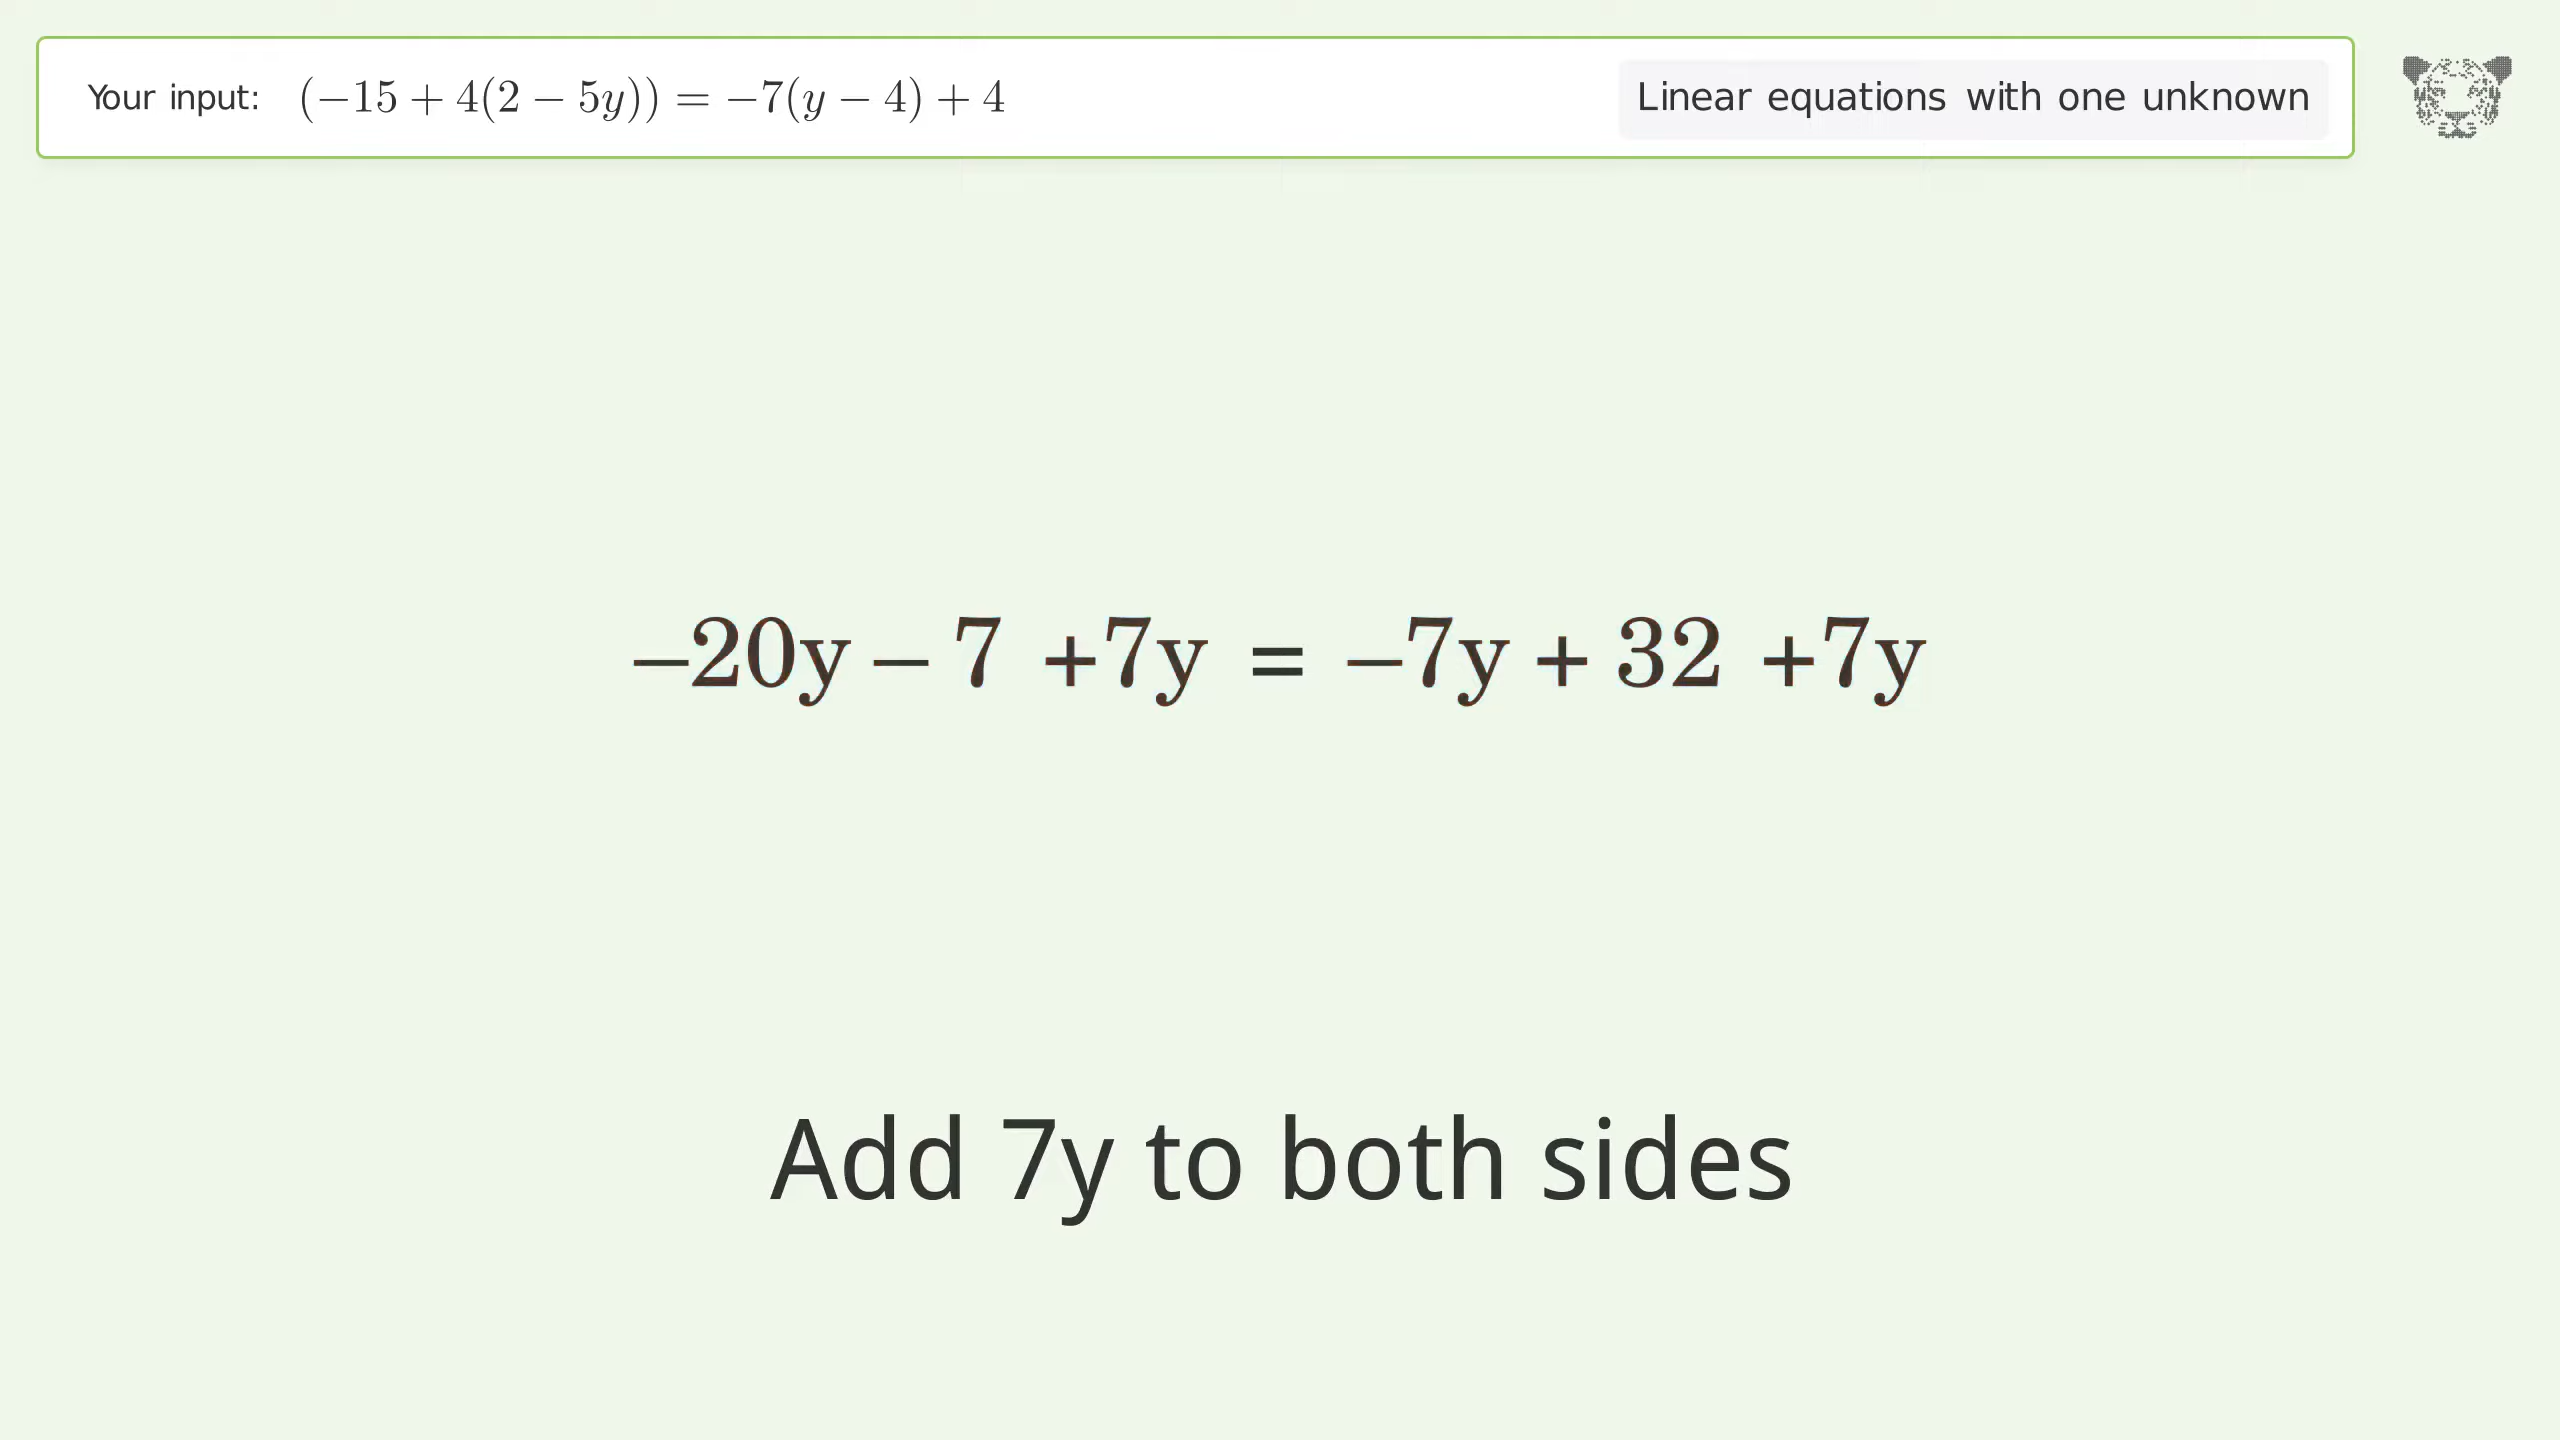 Your input: (−15 + 4(2 − 5y)) = −7(y − 4) + 4
Linear equations with one unknown
−20y − 7 +7y = −7y + 32 +7y
Add 7y to both sides